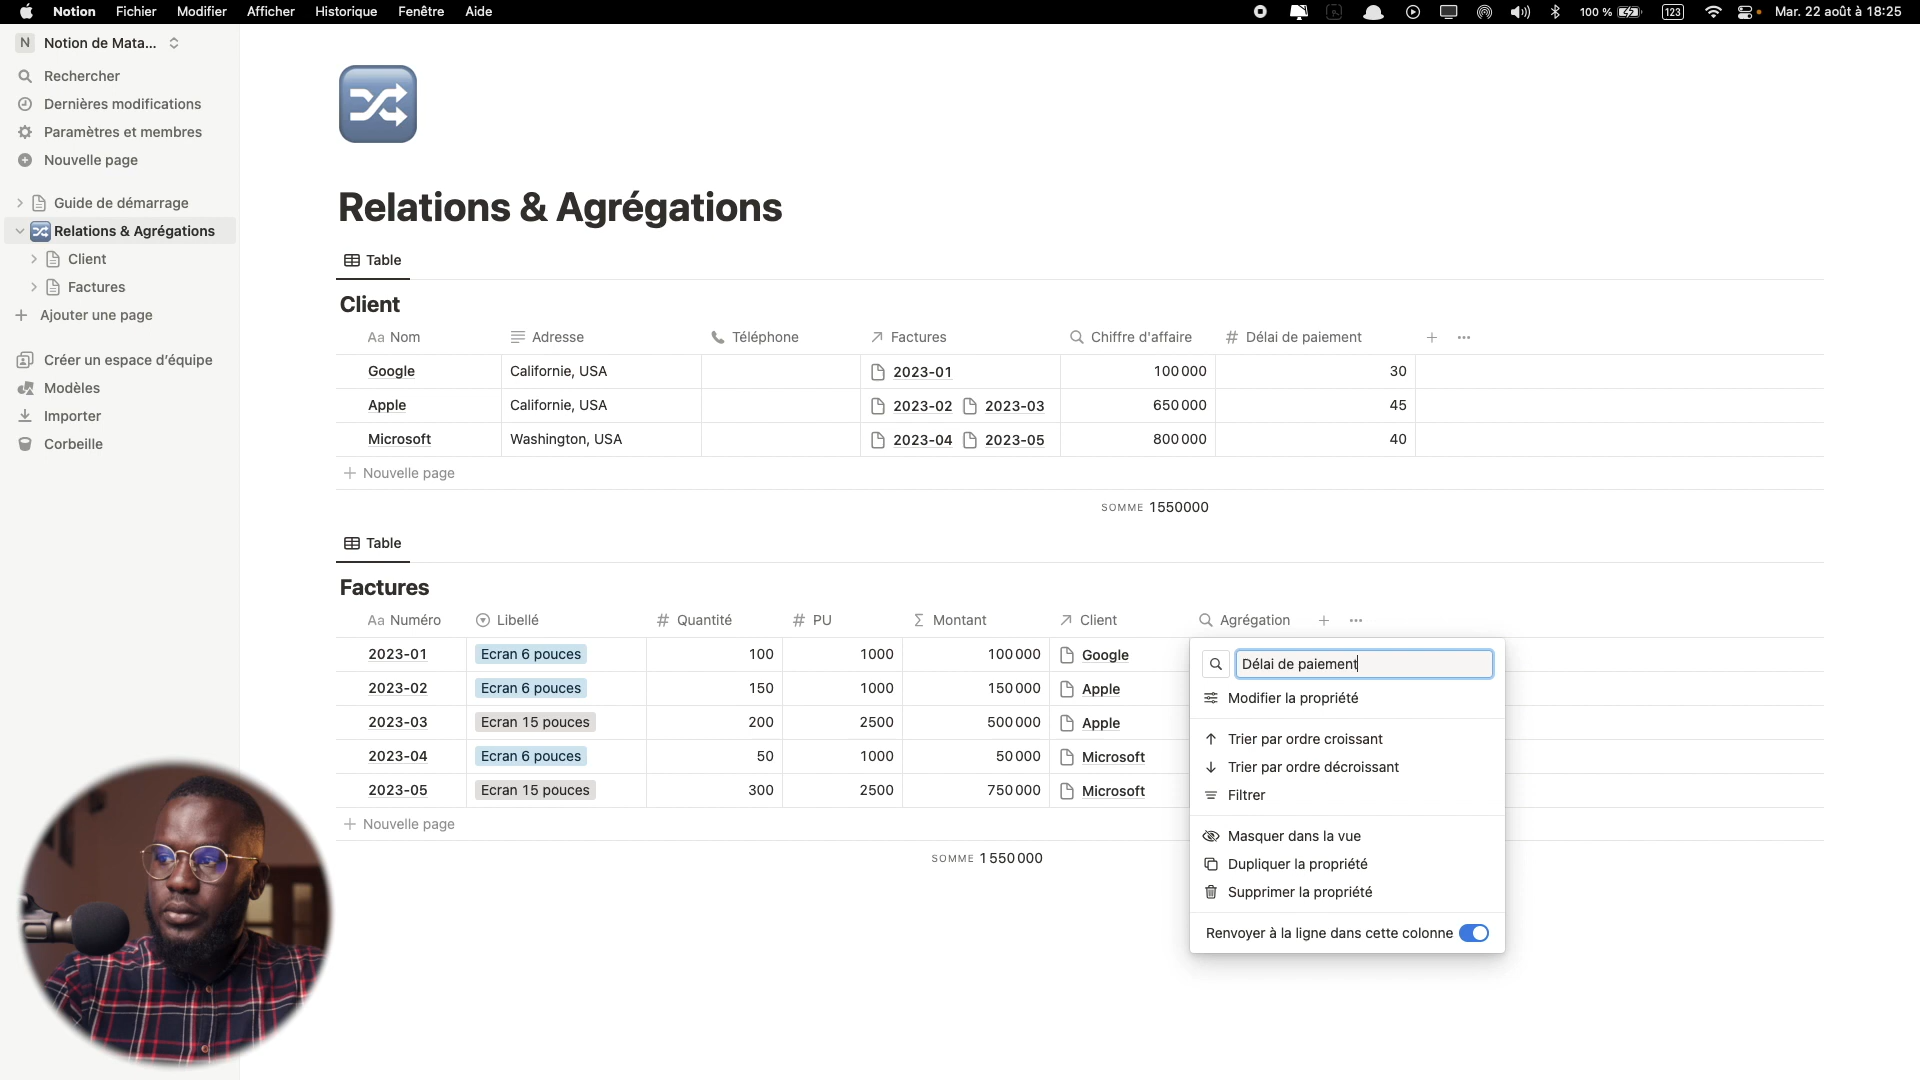 Notion Fichier Modifier Afficher Historique Fenêtre Aide 100 % 123 Mar. 22 août à 18:25
N Notion de Mata...
Rechercher
Dernières modifications
Paramètres et membres
Nouvelle page
Guide de démarrage
Relations & Agrégations
Client
Factures
Ajouter une page
Créer un espace d'équipe
Modèles
Importer
Corbeille
Relations & Agrégations
Table
Client
Aa Nom Adresse Téléphone Factures Chiffre d'affaire # Délai de paiement + ...
Google Californie, USA 2023-01 100 000 30
Apple Californie, USA 2023-02 2023-03 650 000 45
Microsoft Washington, USA 2023-04 2023-05 800 000 40
+ Nouvelle page
SOMME 1550000
Table
Factures
Aa Numéro Libellé # Quantité # PU Σ Montant Client Agrégation + ...
2023-01 Ecran 6 pouces 100 1000 100 000 Google
2023-02 Ecran 6 pouces 150 1000 150 000 Apple
2023-03 Ecran 15 pouces 200 2500 500 000 Apple
2023-04 Ecran 6 pouces 50 1000 50 000 Microsoft
2023-05 Ecran 15 pouces 300 2500 750 000 Microsoft
+ Nouvelle page
SOMME 1 550 000
Délai de paiement
Modifier la propriété
Trier par ordre croissant
Trier par ordre décroissant
Filtrer
Masquer dans la vue
Dupliquer la propriété
Supprimer la propriété
Renvoyer à la ligne dans cette colonne